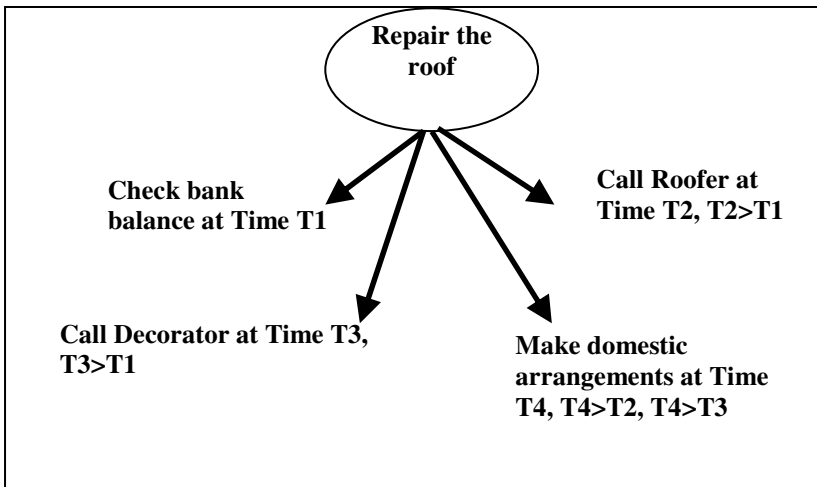 Repair the
roof
Check bank
balance at Time T1
Call Roofer at
Time T2, T2>T1
Call Decorator at Time T3,
T3>T1
Make domestic
arrangements at Time
T4, T4>T2, T4>T3